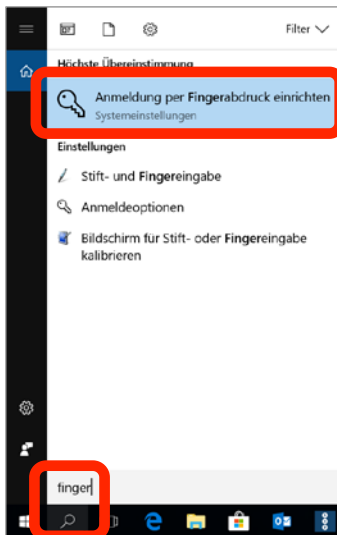 Filter
Höchste Übereinstimmung
Anmeldung per Fingerabdruck einrichten
Systemeinstellungen
Einstellungen
Stift- und Fingereingabe
Anmeldeoptionen
Bildschirm für Stift- oder Fingereingabe
kalibrieren
finger